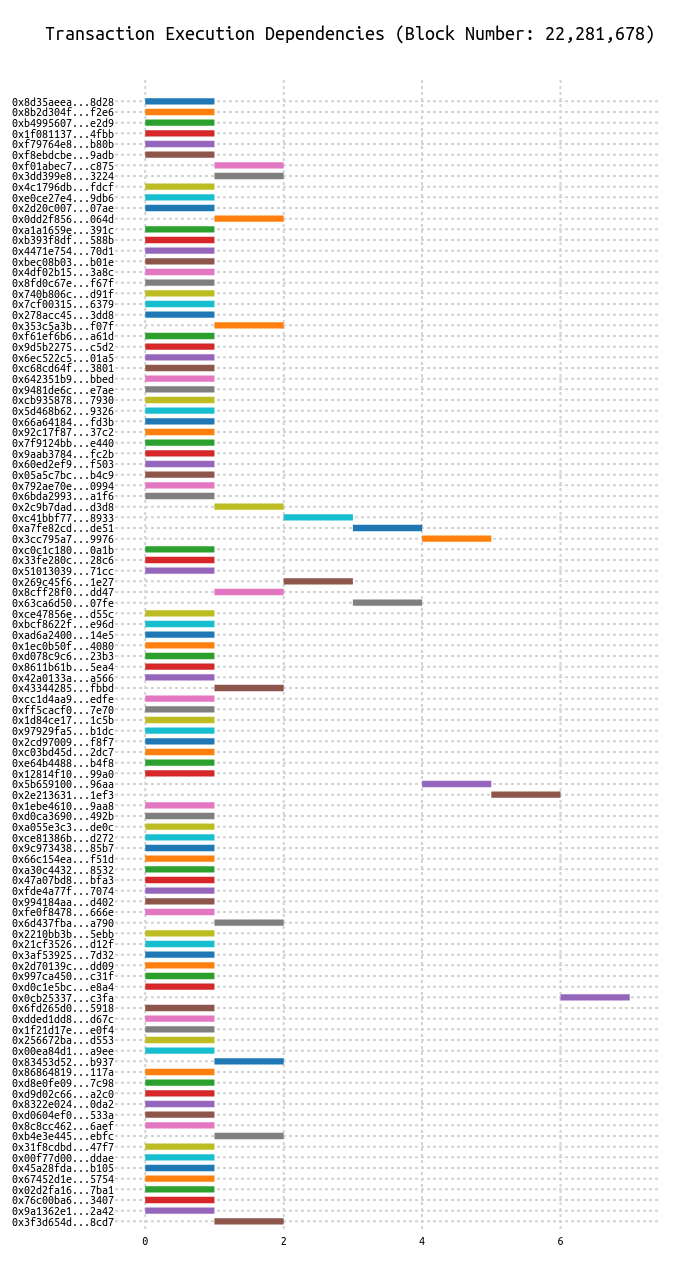 Transaction Execution Dependencies (Block Number: 22,281,678)
0x8d35aeea...8d28
0x8b2d304f...f2e6
0xb4995607...e2d9
0x1f081137...4fbb
0xf79764e8...b80b
0xf8ebdcbe...9adb
0xf01abec7...c875
0x3dd399e8...3224
0x4c1796db...fdcf
0xe0ce27e4...9db6
0x2d20c007...07ae
0x0dd2f856...064d
0xa1a1659e...391c
0xb393f8df...588b
0x4471e754...70d1
0xbec08b03...b01e
0x4df02b15...3a8c
0x8fd0c67e...f67f
0x740b806c...d91f
0x7cf00315...6379
0x278acc45...3dd8
0x353c5a3b...f07f
0xf61ef6b6...a61d
0x9d5b2275...c5d2
0x6ec522c5...01a5
0xc68cd64f...3801
0x642351b9...bbed
0x9481de6c...e7ae
0xcb935878...7930
0x5d468b62...9326
0x66a64184...fd3b
0x92c17f87...37c2
0x7f9124bb...e440
0x9aab3784...fc2b
0x60ed2ef9...f503
0x05a5c7bc...b4c9
0x792ae70e...0994
0x6bda2993...a1f6
0x2c9b7dad...d3d8
0xc41bbf77...8933
0xa7fe82cd...de51
0x3cc795a7...9976
0xc0c1c180...0a1b
0x33fe280c...28c6
0x51013039...71cc
0x269c45f6...1e27
0x8cff28f0...dd47
0x63ca6d50...07fe
0xce47856e...d55c
0xbcf8622f...e96d
0xad6a2400...14e5
0x1ec0b50f...4080
0xd078c9c6...23b3
0x8611b61b...5ea4
0x42a0133a...a566
0x43344285...fbbd
0xcc1d4aa9...edfe
0xff5cacf0...7e70
0x1d84ce17...1c5b
0x97929fa5...b1dc
0x2cd97009...f8f7
0xc03bd45d...2dc7
0xe64b4488...b4f8
0x12814f10...99a0
0x5b659100...96aa
0x2e213631...1ef3
0x1ebe4610...9aa8
0xd0ca3690...492b
0xa055e3c3...de0c
0xce81386b...d272
0x9c973438...85b7
0x66c154ea...f51d
0xa30c4432...8532
0x47a07bd8...bfa3
0xfde4a77f...7074
0x994184aa...d402
0xfe0f8478...666e
0x6d437fba...a790
0x2210bb3b...5ebb
0x21cf3526...d12f
0x3af53925...7d32
0x2d70139c...dd09
0x997ca450...c31f
0xd0c1e5bc...e8a4
0x0cb25337...c3fa
0x6fd265d0...5918
0xdded1dd8...d67c
0x1f21d17e...e0f4
0x256672ba...d553
0x00ea84d1...a9ee
0x83453d52...b937
0x86864819...117a
0xd8e0fe09...7c98
0xd9d02c66...a2c0
0x8322e024...0da2
0xd0604ef0...533a
0x8c8cc462...6aef
0xb4e3e445...ebfc
0x31f8cdbd...47f7
0x00f77d00...ddae
0x45a28fda...b105
0x67452d1e...5754
0x02d2fa16...7ba1
0x76c00ba6...3407
0x9a1362e1...2a42
0x3f3d654d...8cd7
0 2 4 6